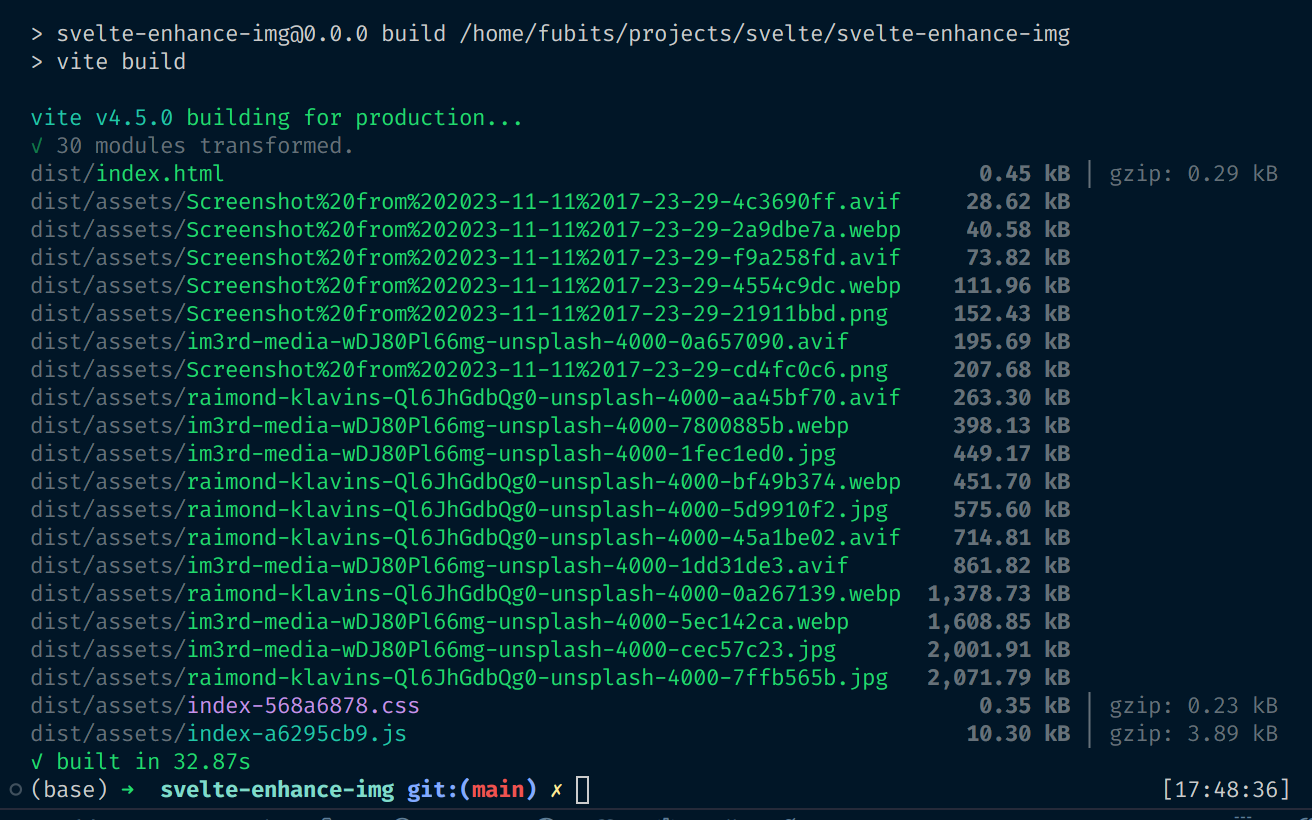 > svelte-enhance-img@0.0.0 build /home/fubits/projects/svelte/svelte-enhance-img
> vite build
vite v4.5.0 building for production...
✓ 30 modules transformed.
dist/index.html 0.45 kB │ gzip: 0.29 kB
dist/assets/Screenshot%20from%202023-11-11%2017-23-29-4c3690ff.avif 28.62 kB
dist/assets/Screenshot%20from%202023-11-11%2017-23-29-2a9dbe7a.webp 40.58 kB
dist/assets/Screenshot%20from%202023-11-11%2017-23-29-f9a258fd.avif 73.82 kB
dist/assets/Screenshot%20from%202023-11-11%2017-23-29-4554c9dc.webp 111.96 kB
dist/assets/Screenshot%20from%202023-11-11%2017-23-29-21911bbd.png 152.43 kB
dist/assets/im3rd-media-wDJ80Pl66mg-unsplash-4000-0a657090.avif 195.69 kB
dist/assets/Screenshot%20from%202023-11-11%2017-23-29-cd4fc0c6.png 207.68 kB
dist/assets/raimond-klavins-Ql6JhGdbQg0-unsplash-4000-aa45bf70.avif 263.30 kB
dist/assets/im3rd-media-wDJ80Pl66mg-unsplash-4000-7800885b.webp 398.13 kB
dist/assets/im3rd-media-wDJ80Pl66mg-unsplash-4000-1fec1ed0.jpg 449.17 kB
dist/assets/raimond-klavins-Ql6JhGdbQg0-unsplash-4000-bf49b374.webp 451.70 kB
dist/assets/raimond-klavins-Ql6JhGdbQg0-unsplash-4000-5d9910f2.jpg 575.60 kB
dist/assets/raimond-klavins-Ql6JhGdbQg0-unsplash-4000-45a1be02.avif 714.81 kB
dist/assets/im3rd-media-wDJ80Pl66mg-unsplash-4000-1dd31de3.avif 861.82 kB
dist/assets/raimond-klavins-Ql6JhGdbQg0-unsplash-4000-0a267139.webp 1,378.73 kB
dist/assets/im3rd-media-wDJ80Pl66mg-unsplash-4000-5ec142ca.webp 1,608.85 kB
dist/assets/im3rd-media-wDJ80Pl66mg-unsplash-4000-cec57c23.jpg 2,001.91 kB
dist/assets/raimond-klavins-Ql6JhGdbQg0-unsplash-4000-7ffb565b.jpg 2,071.79 kB
dist/assets/index-568a6878.css 0.35 kB │ gzip: 0.23 kB
dist/assets/index-a6295cb9.js 10.30 kB │ gzip: 3.89 kB
✓ built in 32.87s
(base) ➜ svelte-enhance-img git:(main) ✗ [17:48:36]